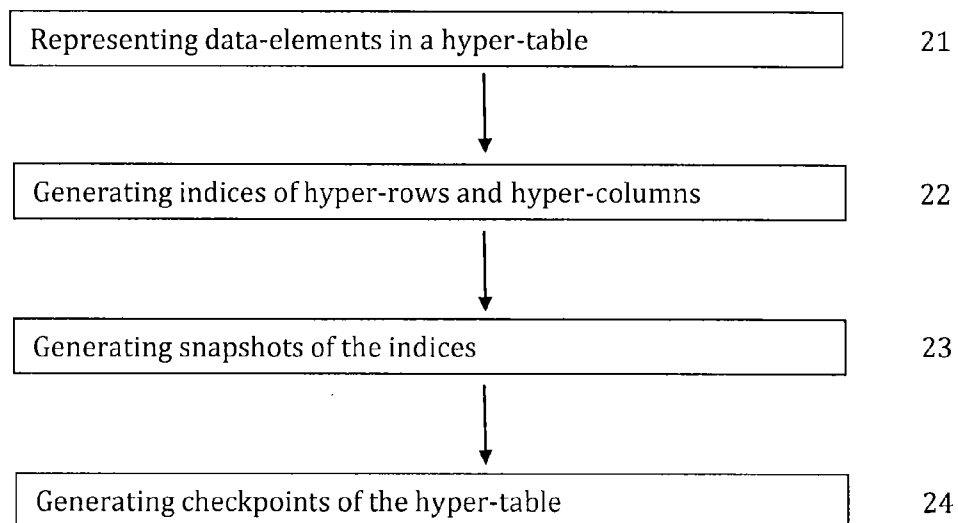 Representing data-elements in a hyper-table 21
Generating indices of hyper-rows and hyper-columns 22
Generating snapshots of the indices 23
Generating checkpoints of the hyper-table 24